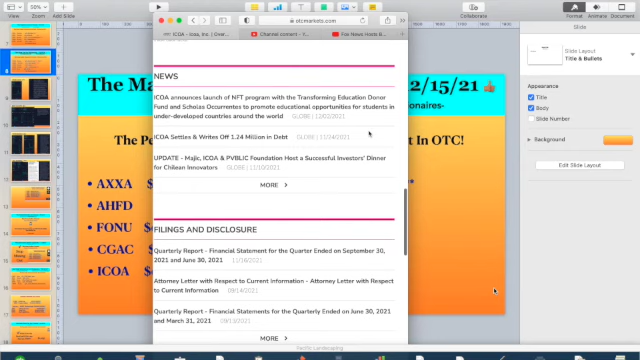 50%
View
Zoom
Add Slide
Play
Collaborate
Format
Animate
Document
otcmarkets.com
ICOA - Icoa, Inc. | Over...
Channel content - Y...
Fox News Hosts B...
Slide
Slide Layout
Title & Bullets
Appearance
Title
Body
Slide Number
Background
Edit Slide Layout
The Ma
12/15/21
ionaires-
The Pe
t In OTC!
• AXXA $
• AHFD
• FONU $
• CGAC $
• ICOA $
NEWS
ICOA announces launch of NFT program with the Transforming Education Donor
Fund and Scholas Occurrentes to promote educational opportunities for students in
under-developed countries around the world GLOBE | 12/02/2021
ICOA Settles & Writes Off 1.24 Million in Debt GLOBE | 11/24/2021
UPDATE - Majic, ICOA & PVBLIC Foundation Host a Successful Investors' Dinner
for Chilean Innovators GLOBE | 11/10/2021
MORE >
FILINGS AND DISCLOSURE
Quarterly Report - Financial Statement for the Quarter Ended on September 30,
2021 and June 30, 2021 11/16/2021
Attorney Letter with Respect to Current Information - Attorney Letter with Respect
to Current Information 09/14/2021
Quarterly Report - Financial Statement for the Quarterly Ended on June 30, 2021
and March 31, 2021 09/13/2021
MORE >
Pacific Landscaping